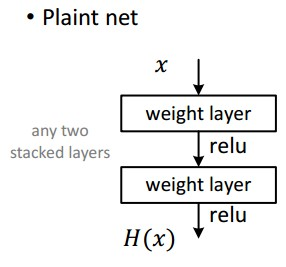 • Plaint net
x
weight layer
any two
stacked layers
relu
weight layer
relu
H(x)